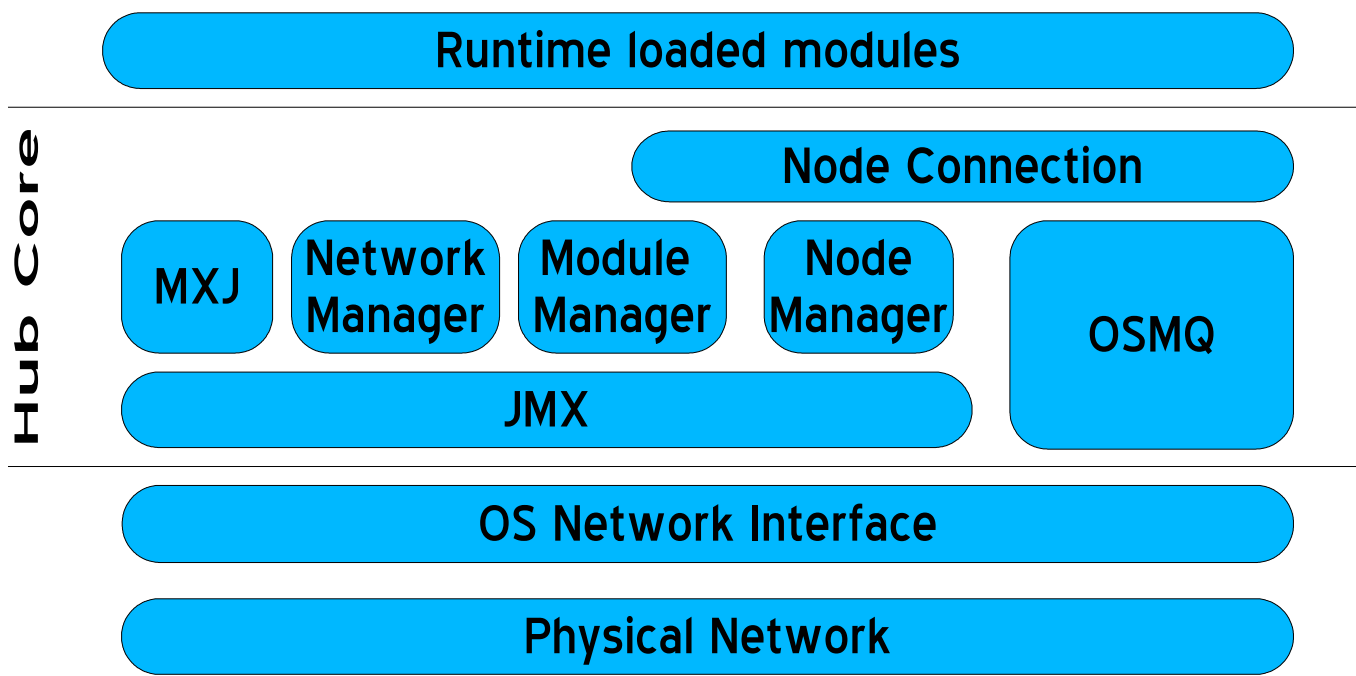 Runtime loaded modules
Hub Core
Node Connection
MXJ
Network
Manager
Module
Manager
Node
Manager
OSMQ
JMX
OS Network Interface
Physical Network